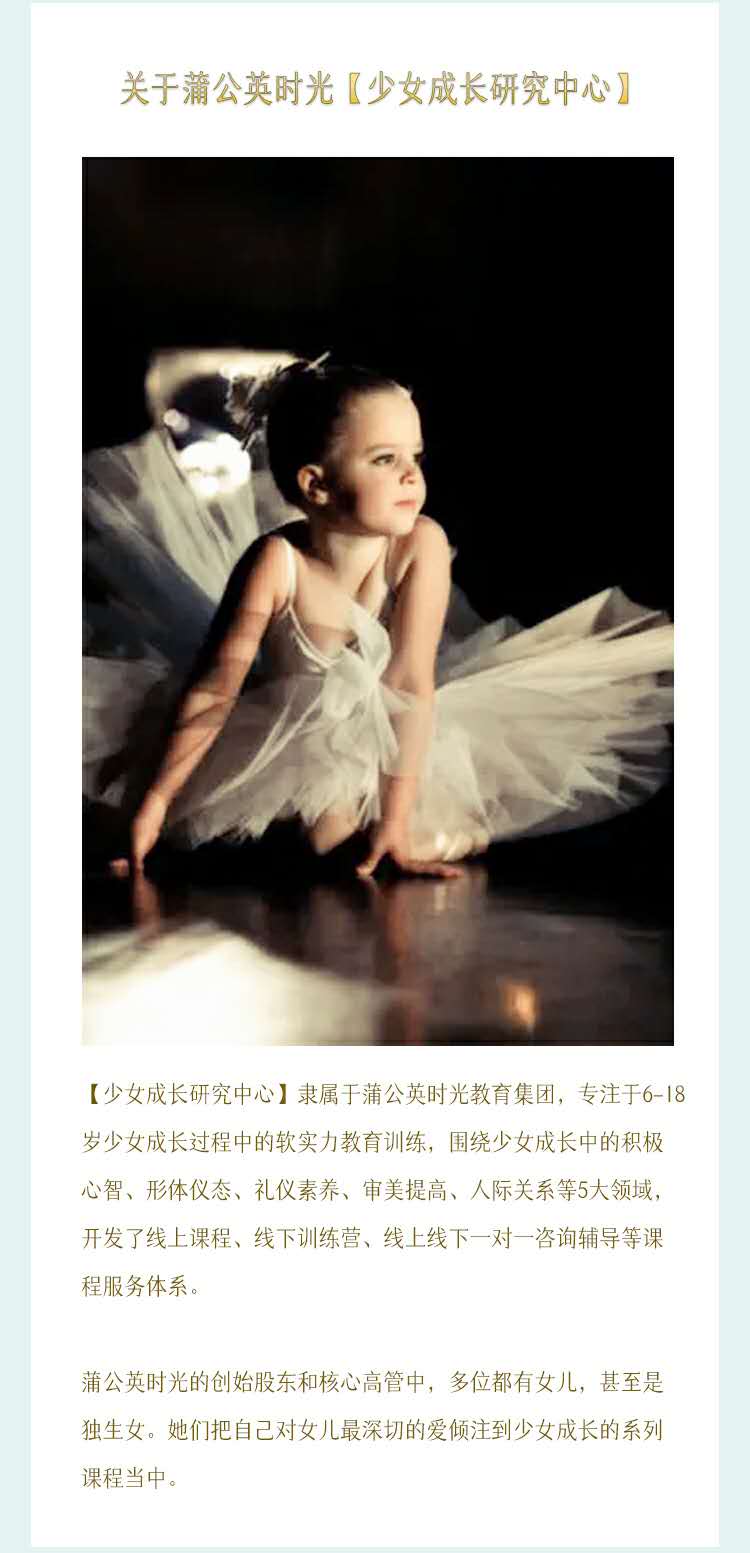 关于蒲公英时光【少女成长研究中心】
【少女成长研究中心】隶属于蒲公英时光教育集团，专注于6-18
岁少女成长过程中的软实力教育训练，围绕少女成长中的积极
心智、形体仪态、礼仪素养、审美提高、人际关系等5大领域，
开发了线上课程、线下训练营、线上线下一对一咨询辅导等课
程服务体系。
蒲公英时光的创始股东和核心高管中，多位都有女儿，甚至是
独生女。她们把自己对女儿最深切的爱倾注到少女成长的系列
课程当中。